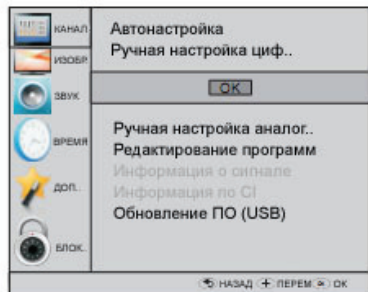 КАНАЛ
ИЗОБР.
ЗВУК
ВРЕМЯ
ДОП..
БЛОК.
Автонастройка
Ручная настройка циф..
OK
Ручная настройка аналог..
Редактирование программ
Информация о сигнале
Информация по CI
Обновление ПО (USB)
НАЗАД ПЕРЕМ OK